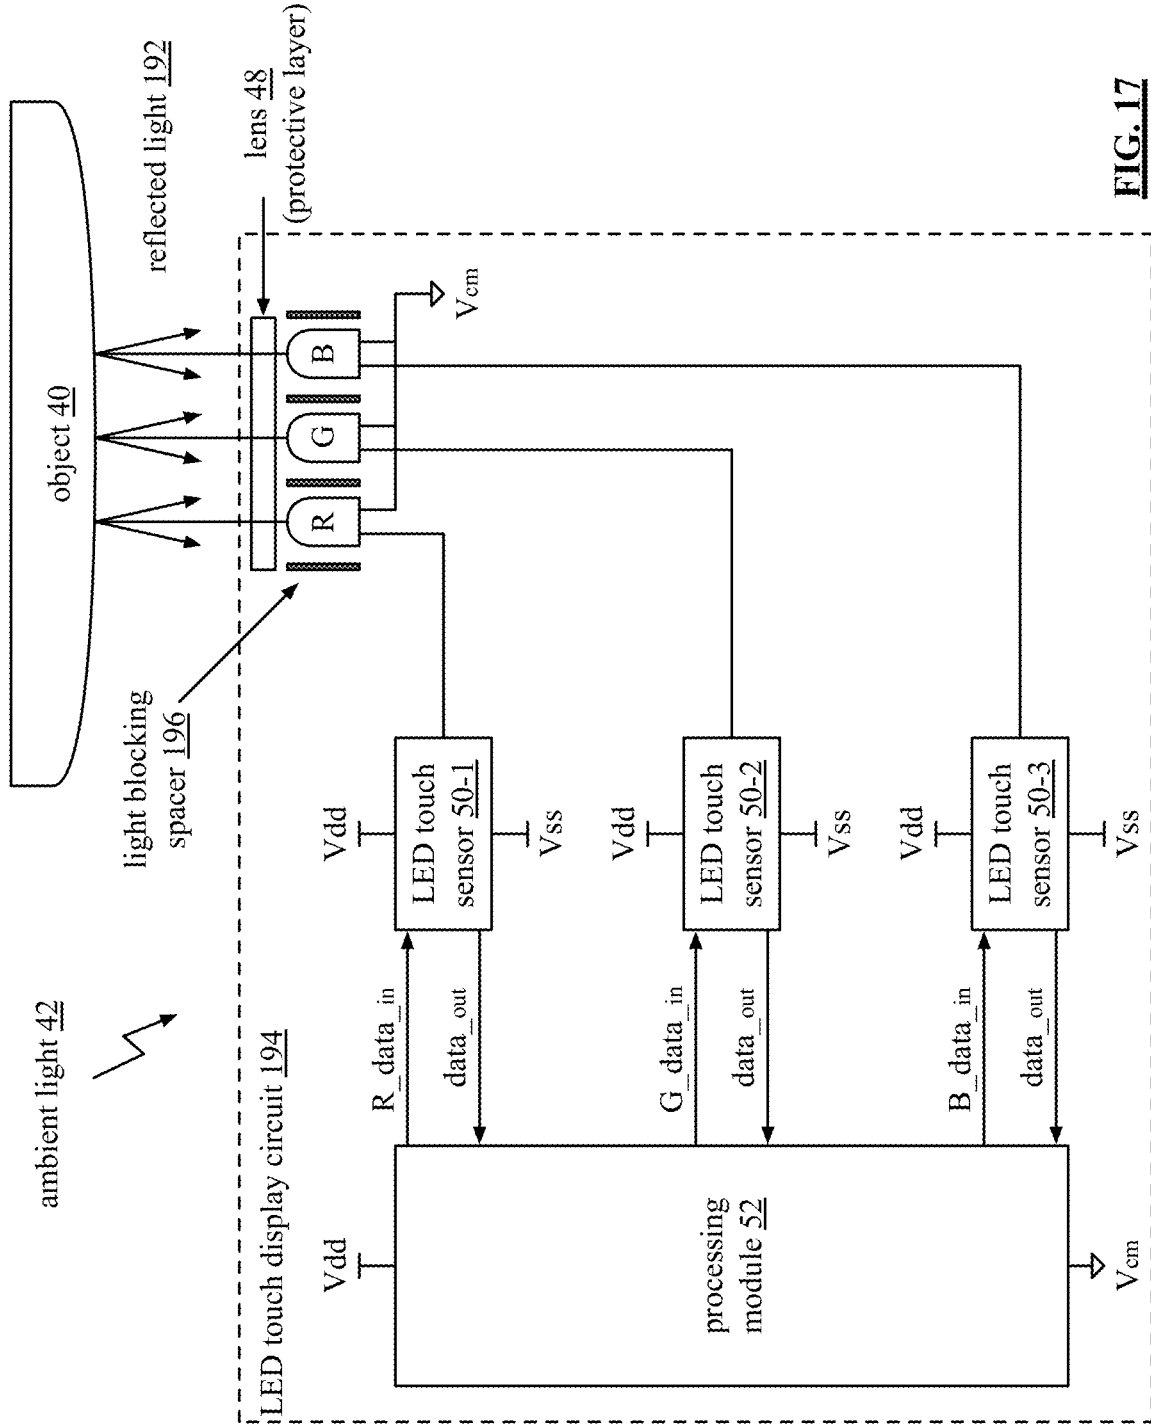 ambient light 42
object 40
reflected light 192
light blocking
spacer 196
lens 48
(protective layer)
LED touch display circuit 194
R
G
B
Vcm
Vdd
processing
module 52
Vcm
R_data_in
data_out
Vdd
LED touch
sensor 50-1
Vss
G_data_in
data_out
Vdd
LED touch
sensor 50-2
Vss
B_data_in
data_out
Vdd
LED touch
sensor 50-3
Vss
FIG. 17